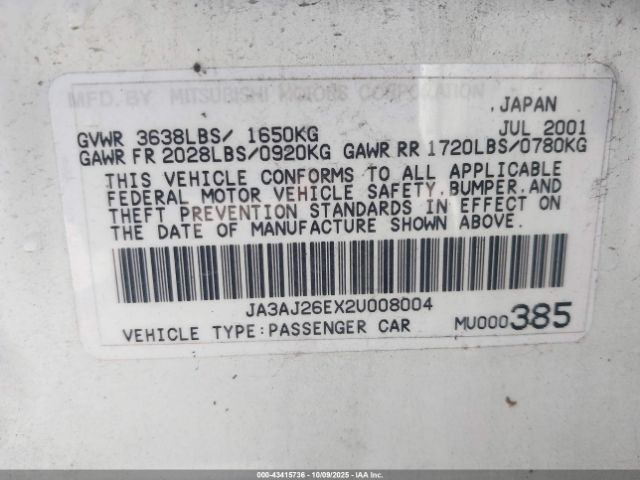 MFD. BY MITSUBISHI MOTORS CORPORATION
, JAPAN
GVWR 3638LBS/ 1650KG JUL 2001
GAWR FR 2028LBS/0920KG GAWR RR 1720LBS/0780KG
THIS VEHICLE CONFORMS TO ALL APPLICABLE
FEDERAL MOTOR VEHICLE SAFETY,BUMPER,AND
THEFT PREVENTION STANDARDS IN EFFECT ON
THE DATE OF MANUFACTURE SHOWN ABOVE.
JA3AJ26EX2U008004
VEHICLE TYPE:PASSENGER CAR MU000385
000-43415736 - 10/09/2025 - IAAI.COM